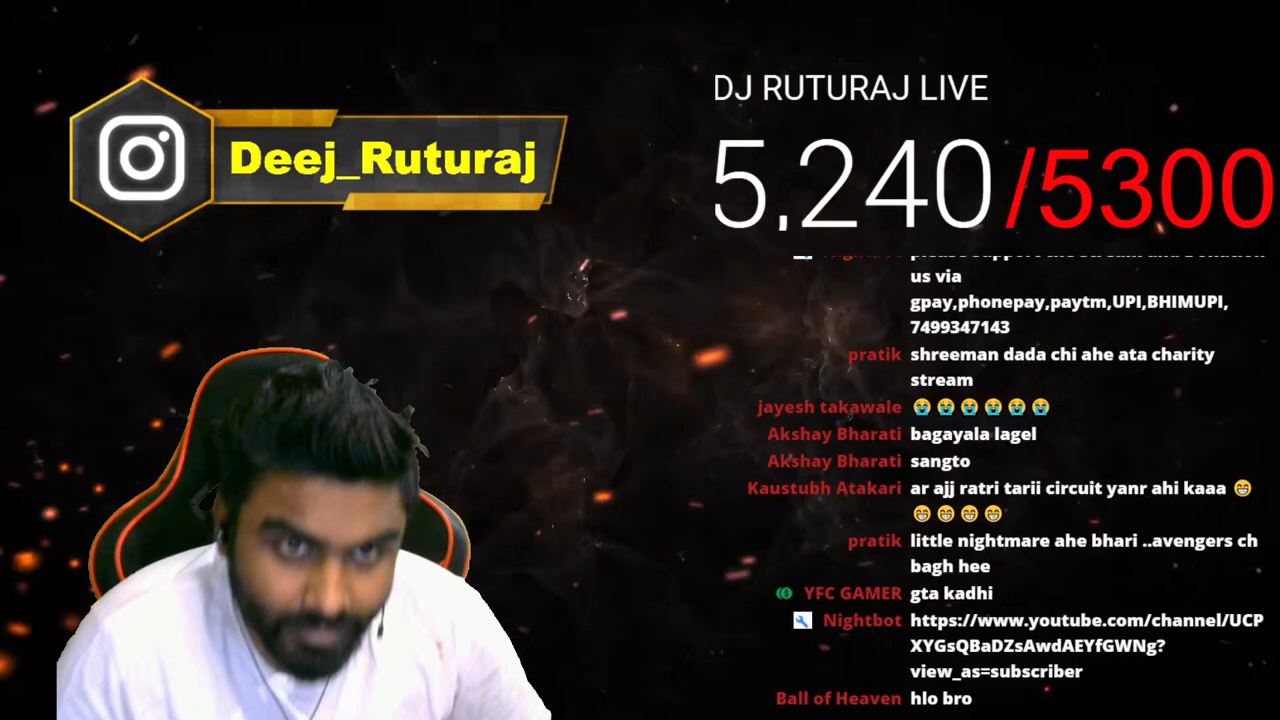 Deej_Ruturaj
DJ RUTURAJ LIVE
5,240/5300
us via
gpay,phonepay,paytm,UPI,BHIMUPI,
7499347143
pratik shreeman dada chi ahe ata charity
stream
jayesh takawale 😭😭😭😭😭😭
Akshay Bharati bagayala lagel
Akshay Bharati sangto
Kaustubh Atakari ar ajj ratri tarii circuit yanr ahi kaaa 😁
😁😁😁😁
pratik little nightmare ahe bhari ..avengers ch
bagh hee
YFC GAMER gta kadhi
Nightbot https://www.youtube.com/channel/UCP
XYGsQBaDZsAwdAEYfGWNg?
view_as=subscriber
Ball of Heaven hlo bro